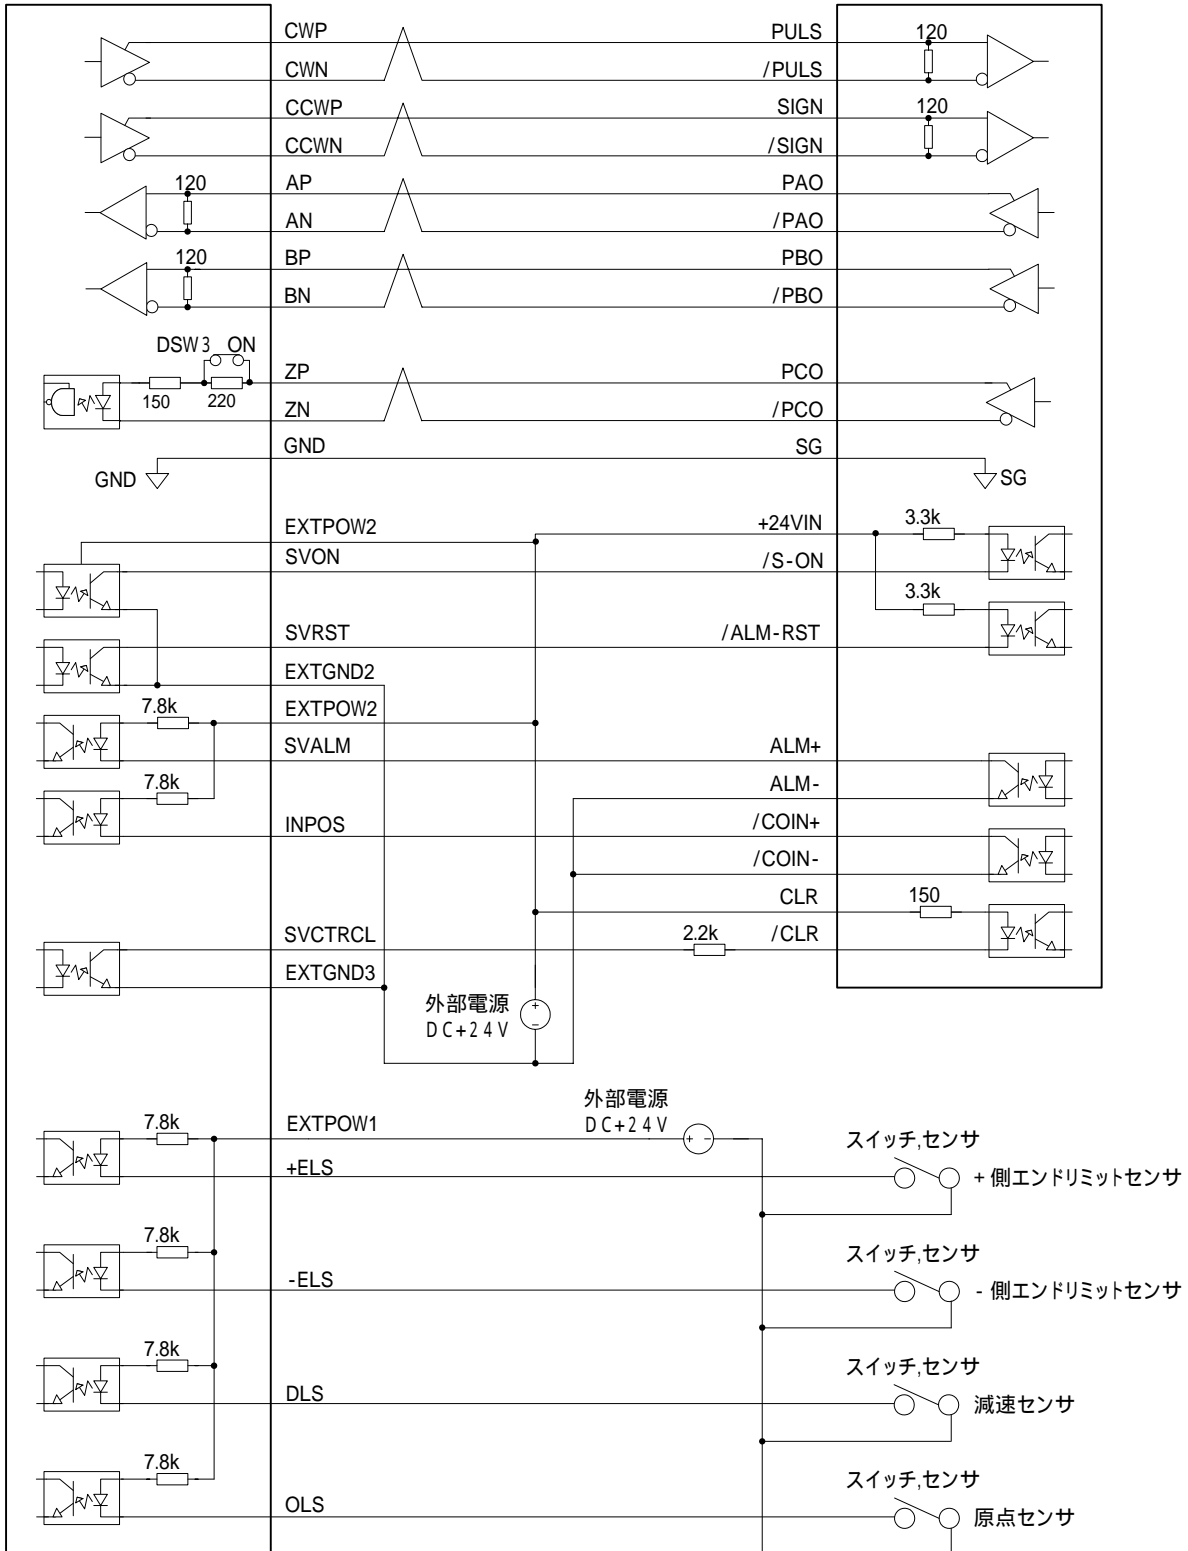 CWP PULS 120
CWN /PULS
CCWP SIGN 120
CCWN /SIGN
120 AP PAO
AN /PAO
120 BP PBO
BN /PBO
DSW3 ON
ZP PCO
150 220 ZN /PCO
GND SG
GND SG
EXTPOW2 +24VIN 3.3k
SVON /S-ON
3.3k
SVRST /ALM-RST
EXTGND2
7.8k EXTPOW2
SVALM ALM+
7.8k ALM-
INPOS /COIN+
/COIN-
CLR 150
SVCTRCL 2.2k /CLR
EXTGND3
外部電源
DC+24V
+
−
外部電源
7.8k EXTPOW1 DC+24V + −
スイッチ,センサ
+ELS +側エンドリミットセンサ
7.8k
スイッチ,センサ
-ELS -側エンドリミットセンサ
7.8k
スイッチ,センサ
DLS 減速センサ
7.8k
スイッチ,センサ
OLS 原点センサ